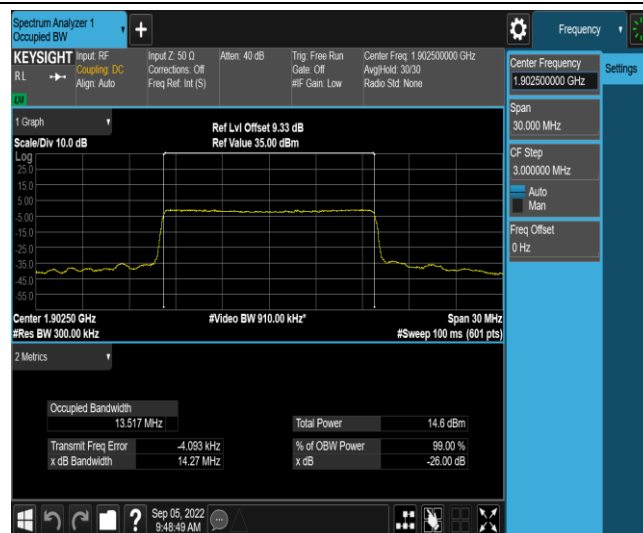 Spectrum Analyzer 1
Occupied BW
Frequency
Settings
KEYSIGHT
RL
Input: RF
Coupling: DC
Align: Auto
Input Z: 50 Ω
Corrections: Off
Freq Ref: Int (S)
Atten: 40 dB
Trig: Free Run
Gate: Off
#IF Gain: Low
Center Freq: 1.902500000 GHz
Avg|Hold: 30/30
Radio Std: None
Center Frequency
1.902500000 GHz
Span
30.000 MHz
CF Step
3.000000 MHz
Auto
Man
Freq Offset
0 Hz
1 Graph
Scale/Div 10.0 dB
Ref Lvl Offset 9.33 dB
Ref Value 35.00 dBm
Log
25.0
15.0
5.00
-5.00
-15.0
-25.0
-35.0
-45.0
-55.0
Center 1.90250 GHz
#Video BW 910.00 kHz*
Span 30 MHz
#Res BW 300.00 kHz
#Sweep 100 ms (601 pts)
2 Metrics
Occupied Bandwidth
13.517 MHz
Total Power 14.6 dBm
Transmit Freq Error -4.093 kHz
% of OBW Power 99.00 %
x dB Bandwidth 14.27 MHz
x dB -26.00 dB
?
Sep 05, 2022
9:48:49 AM